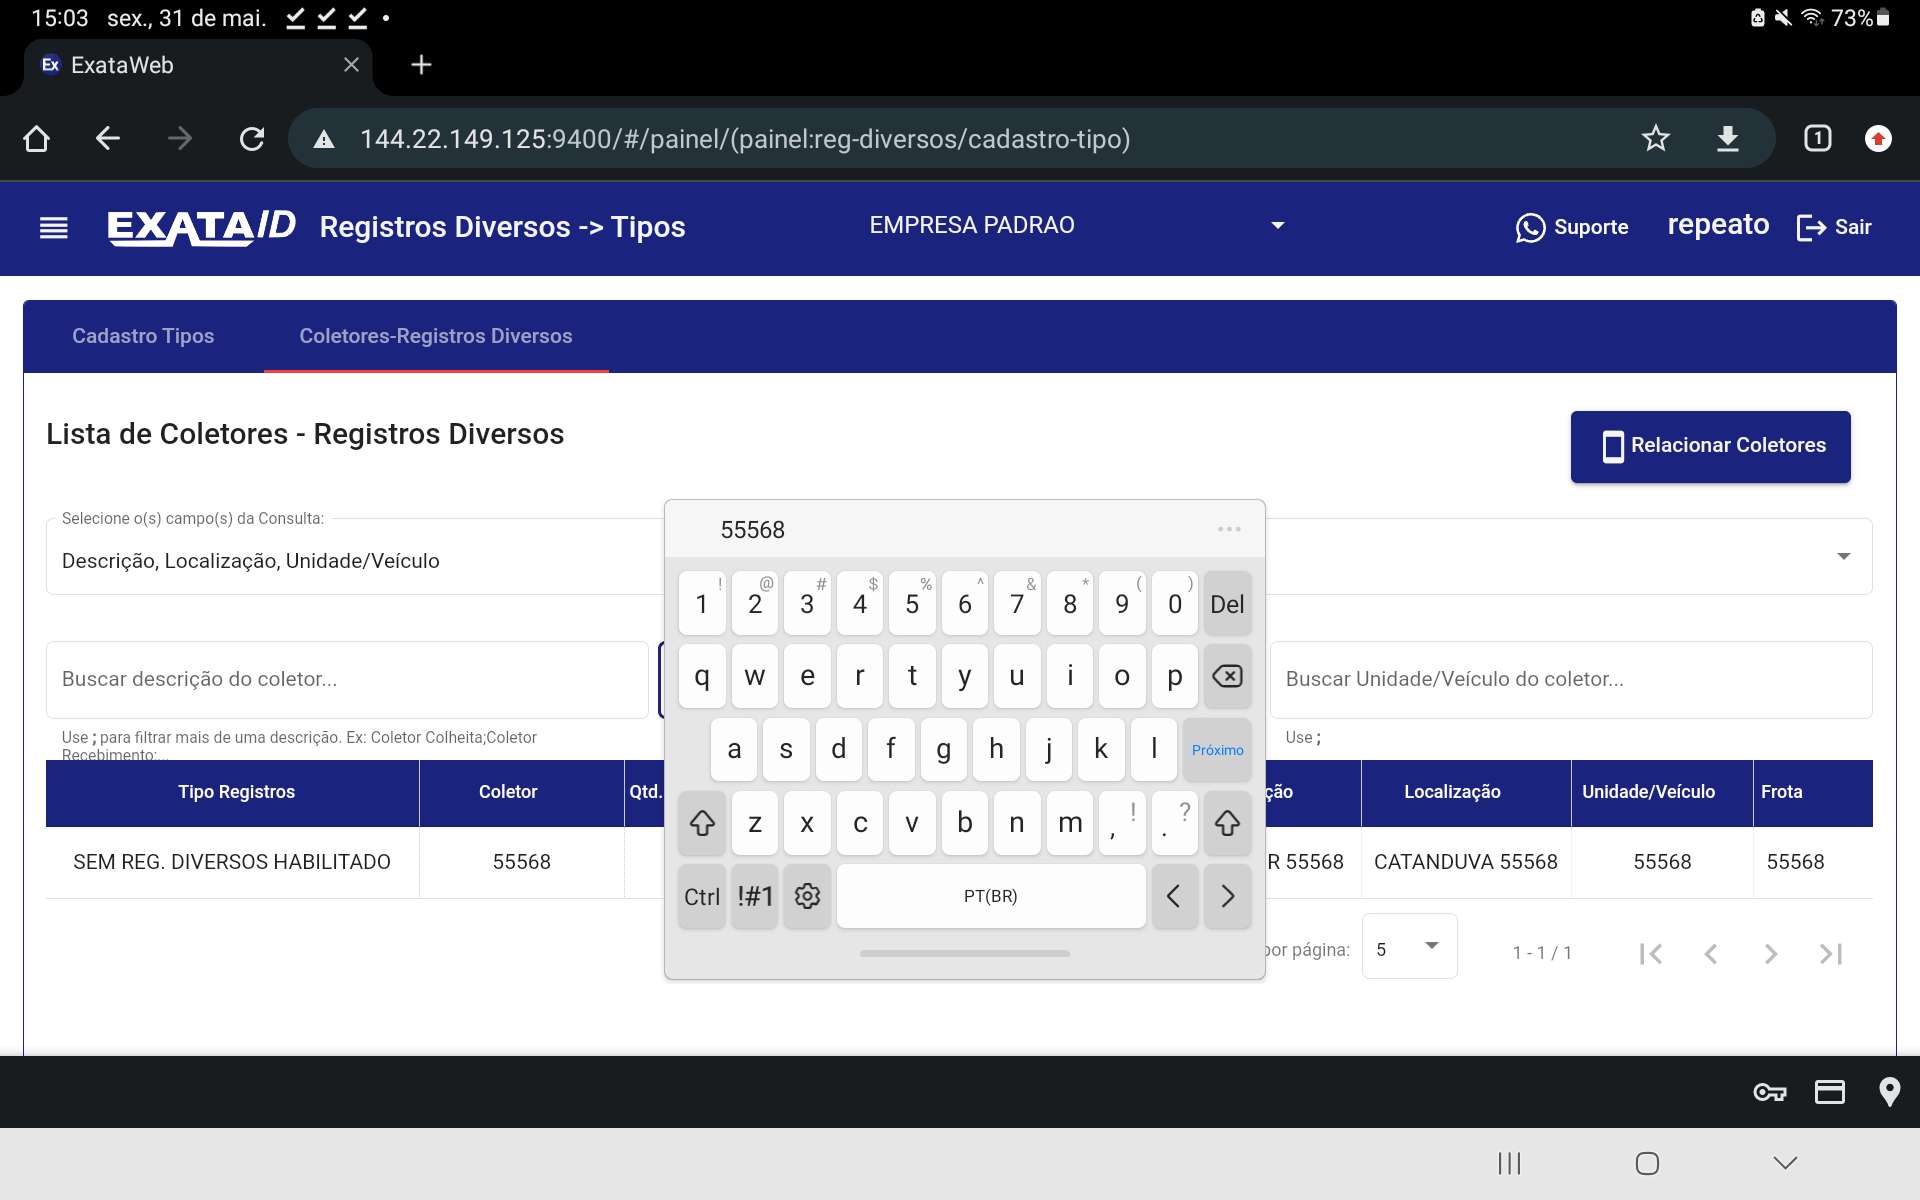 15:03 sex., 31 de mai.
73%
Ex ExataWeb
144.22.149.125:9400/#/painel/(painel:reg-diversos/cadastro-tipo)
1
EXATAID Registros Diversos -> Tipos
EMPRESA PADRAO
Suporte
repeato
Sair
Cadastro Tipos
Coletores-Registros Diversos
Lista de Coletores - Registros Diversos
Relacionar Coletores
Selecione o(s) campo(s) da Consulta:
Descrição, Localização, Unidade/Veículo
Buscar descrição do coletor...
Buscar Unidade/Veículo do coletor...
Use ; para filtrar mais de uma descrição. Ex: Coletor Colheita;Coletor
Recebimento;...
Use ;
Tipo Registros Coletor Qtd. ção Localização Unidade/Veículo Frota
SEM REG. DIVERSOS HABILITADO 55568 R 55568 CATANDUVA 55568 55568 55568
por página: 5 1 - 1 / 1
55568
! @ # $ % ^ & * ( )
1 2 3 4 5 6 7 8 9 0 Del
q w e r t y u i o p
a s d f g h j k l Próximo
! ?
z x c v b n m , .
Ctrl !#1 PT(BR) < >